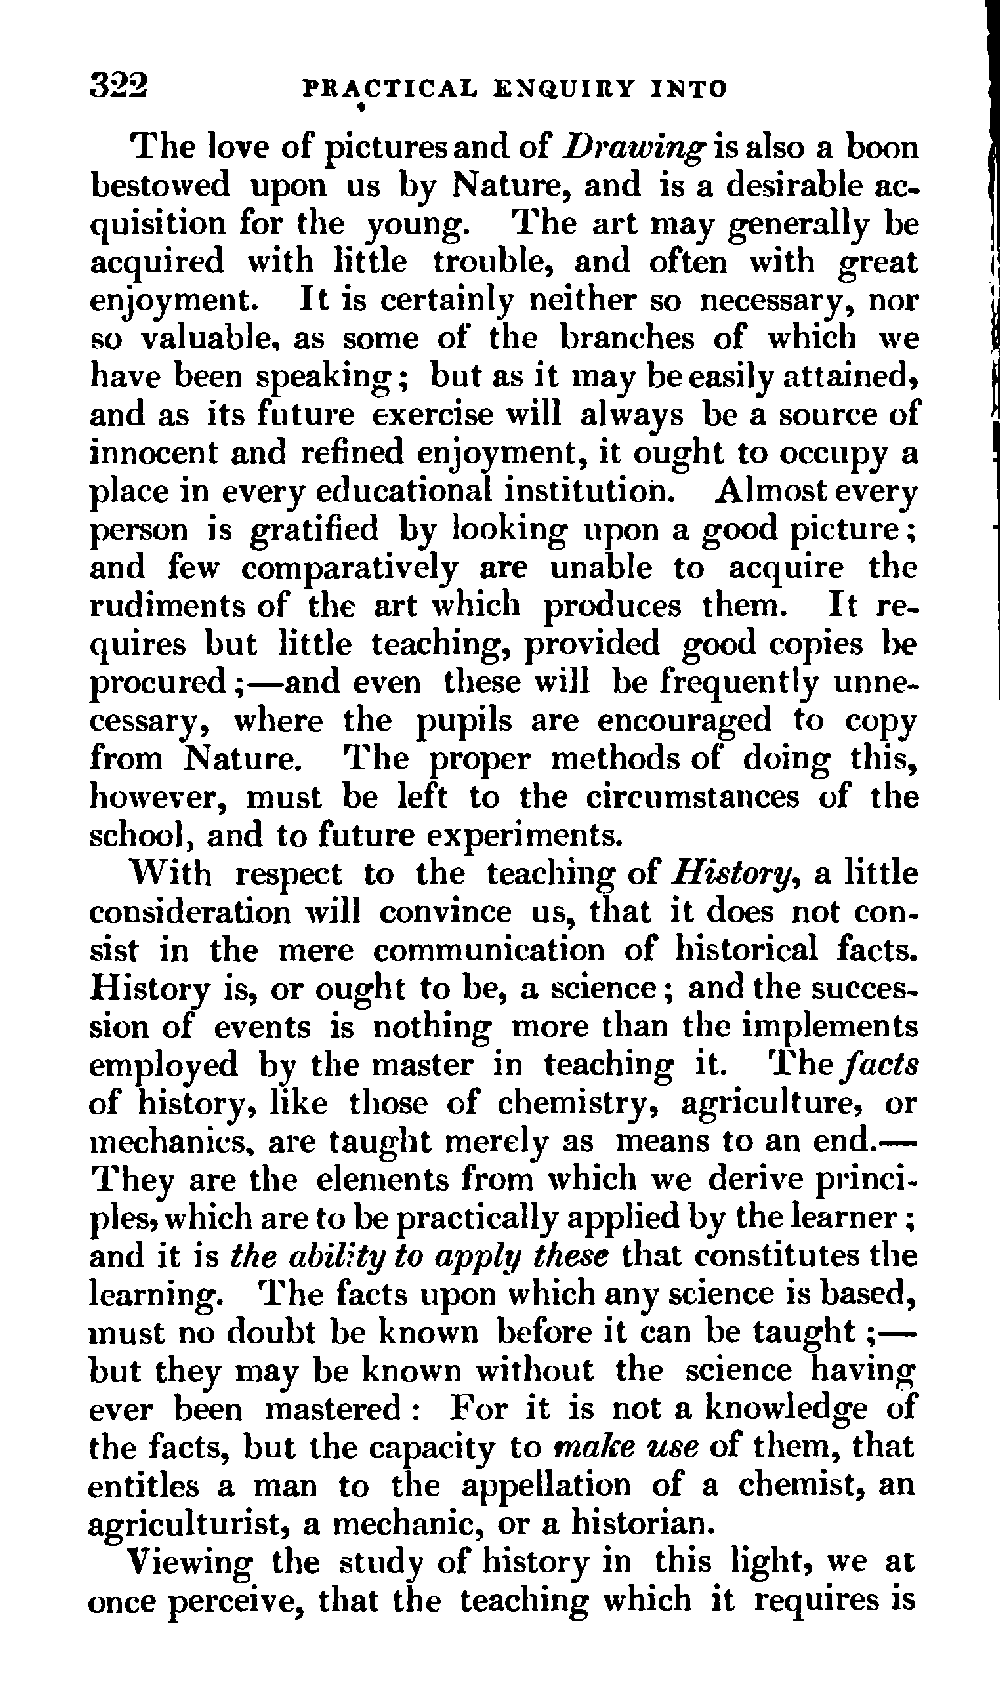 322 PRACTICAL ENQUIRY INTO
The love of pictures and of Drawing is also a boon
bestowed upon us by Nature, and is a desirable ac-
quisition for the young. The art may generally be
acquired with little trouble, and often with great
enjoyment. It is certainly neither so necessary, nor
so valuable, as some of the branches of which we
have been speaking; but as it may be easily attained,
and as its future exercise will always be a source of
innocent and refined enjoyment, it ought to occupy a
place in every educational institution. Almost every
person is gratified by looking upon a good picture;
and few comparatively are unable to acquire the
rudiments of the art which produces them. It re-
quires but little teaching, provided good copies be
procured;—and even these will be frequently unne-
cessary, where the pupils are encouraged to copy
from Nature. The proper methods of doing this,
however, must be left to the circumstances of the
school, and to future experiments.
With respect to the teaching of History, a little
consideration will convince us, that it does not con-
sist in the mere communication of historical facts.
History is, or ought to be, a science; and the succes-
sion of events is nothing more than the implements
employed by the master in teaching it. The facts
of history, like those of chemistry, agriculture, or
mechanics, are taught merely as means to an end.—
They are the elements from which we derive princi-
ples, which are to be practically applied by the learner;
and it is the ability to apply these that constitutes the
learning. The facts upon which any science is based,
must no doubt be known before it can be taught;—
but they may be known without the science having
ever been mastered: For it is not a knowledge of
the facts, but the capacity to make use of them, that
entitles a man to the appellation of a chemist, an
agriculturist, a mechanic, or a historian.
Viewing the study of history in this light, we at
once perceive, that the teaching which it requires is